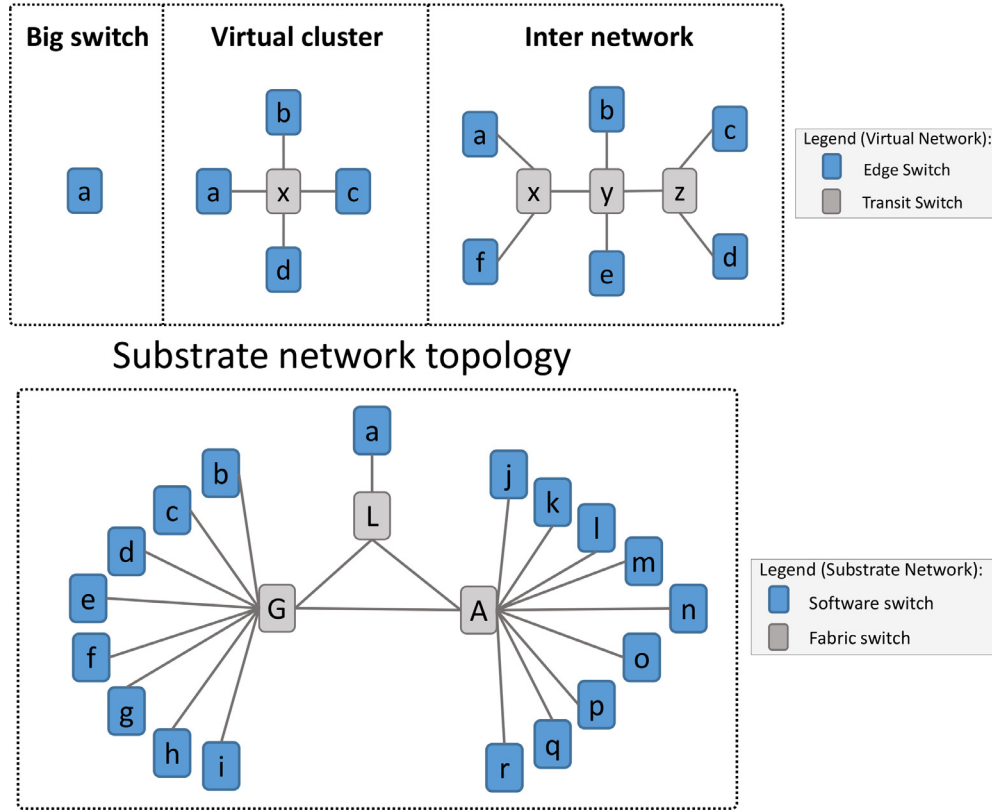 Big switch
Virtual cluster
Inter network
a
b
a
x
c
d
a
b
c
x
y
z
f
e
d
Legend (Virtual Network):
Edge Switch
Transit Switch
Substrate network topology
a
L
b
c
d
e
f
g
h
i
G
A
j
k
l
m
n
o
p
q
r
Legend (Substrate Network):
Software switch
Fabric switch